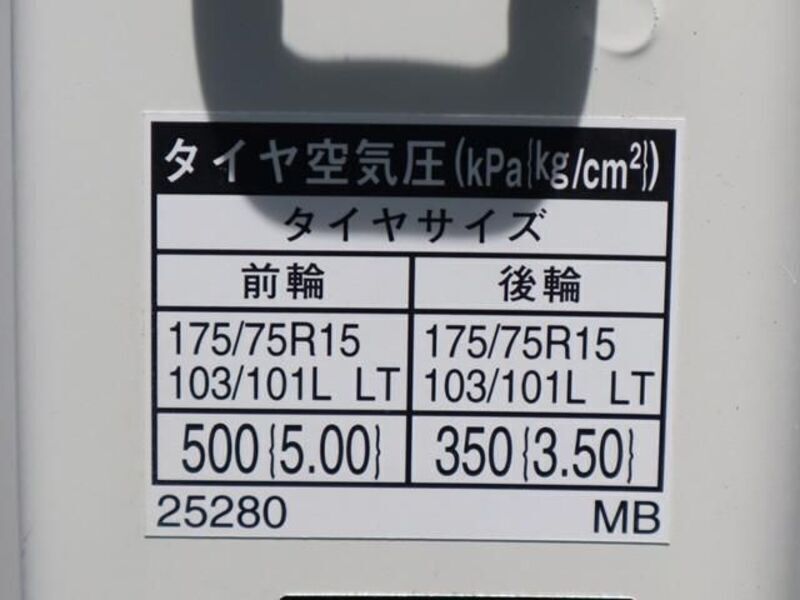 タイヤ空気圧(kPa{kg/cm²})
タイヤサイズ
前輪 後輪
175/75R15 175/75R15
103/101L LT 103/101L LT
500{5.00} 350{3.50}
25280 MB